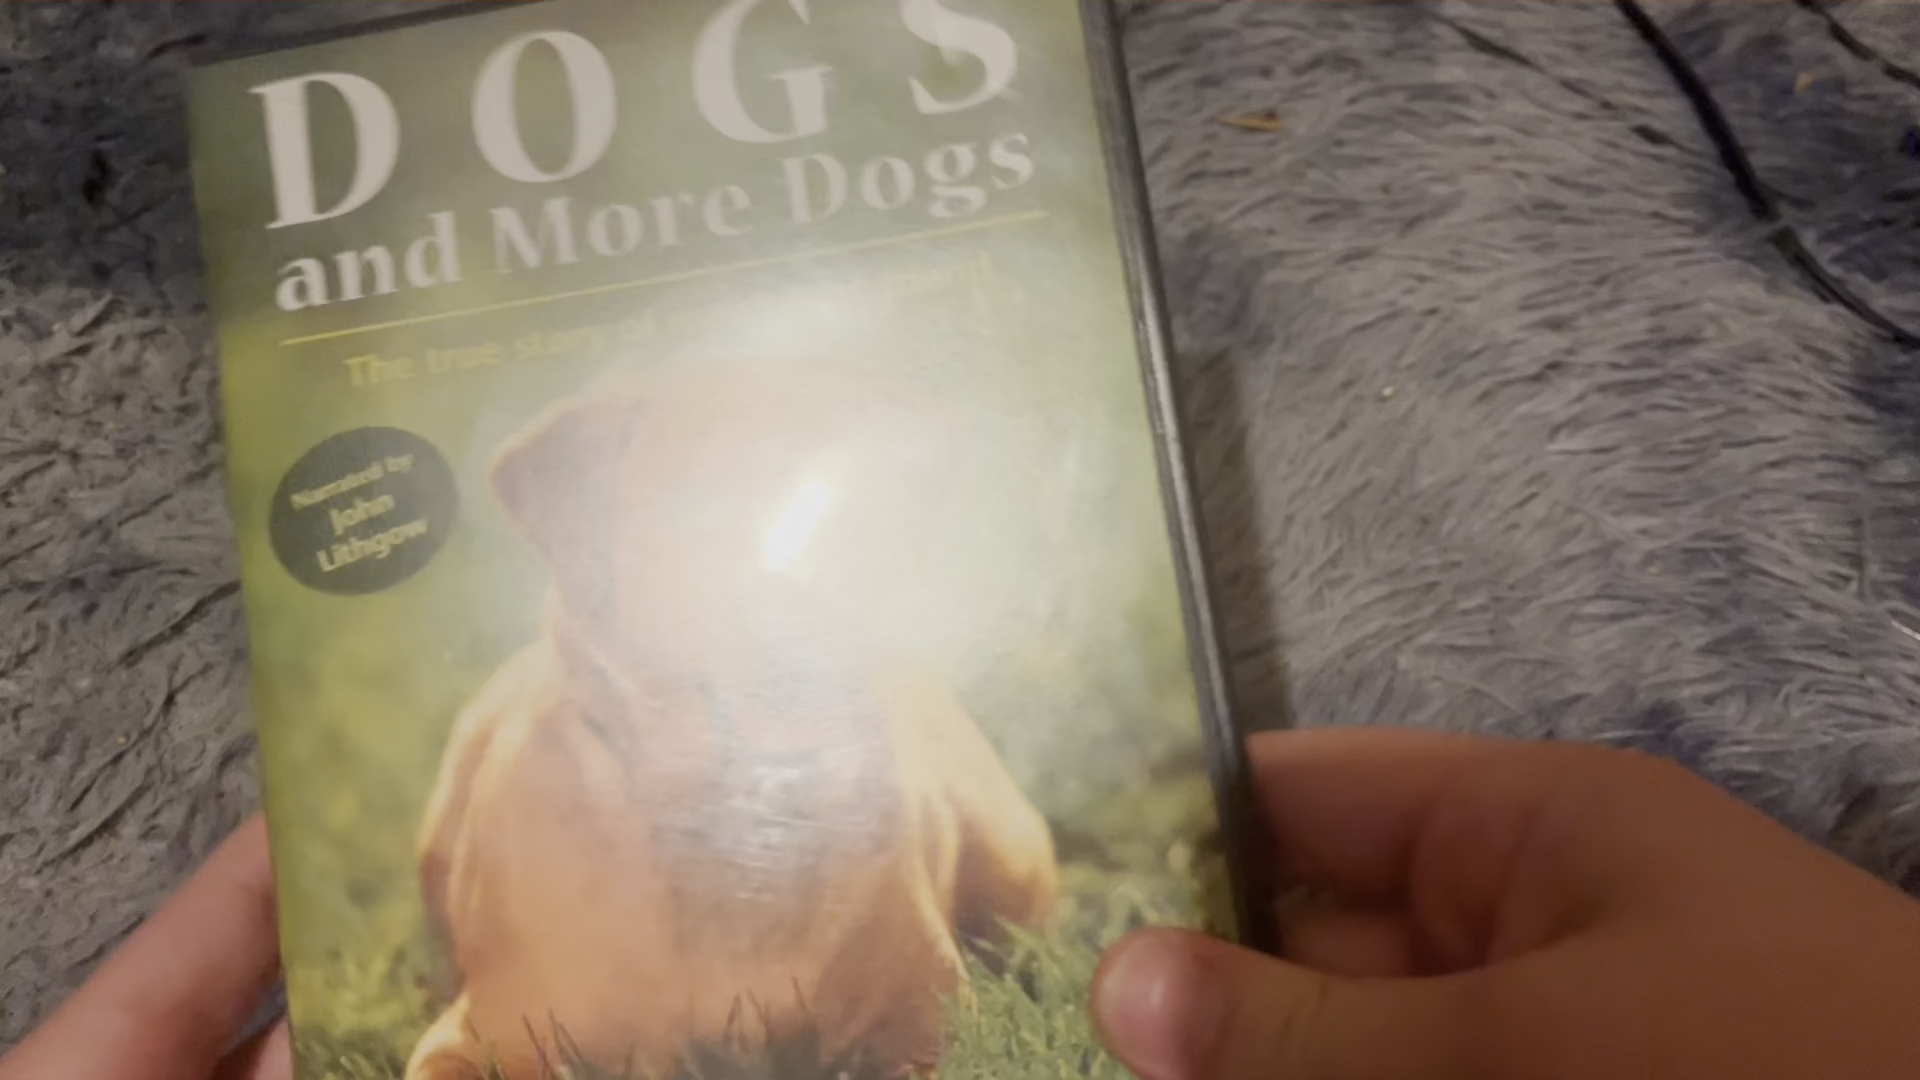 DOGS
and More Dogs
The true story of
Narrated by
John
Lithgow